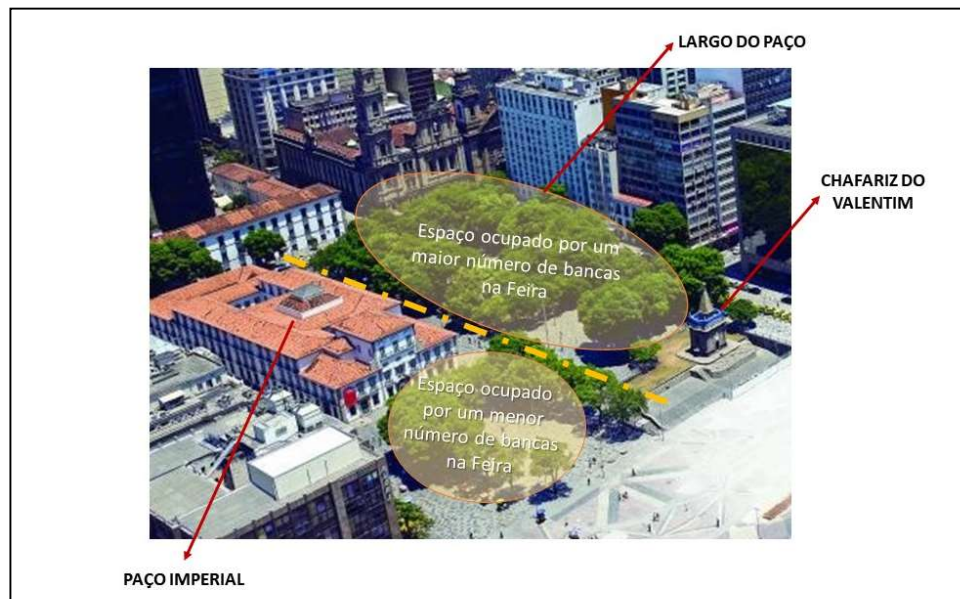 LARGO DO PAÇO
CHAFARIZ DO
VALENTIM
Espaço ocupado por um
maior número de bancas
na Feira
Espaço ocupado
por um menor
número de bancas
na Feira
PAÇO IMPERIAL